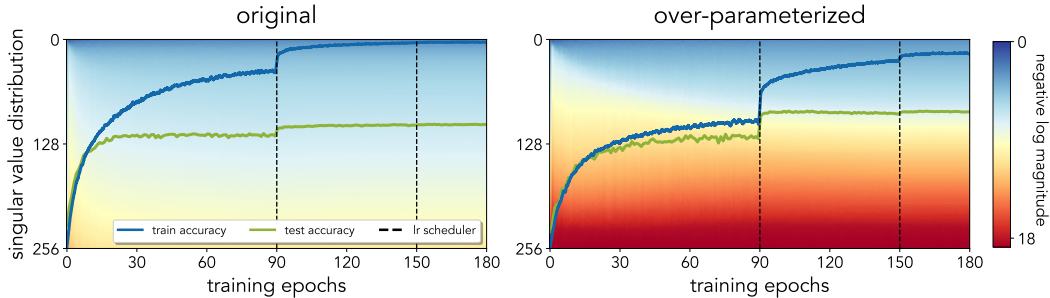 original
over-parameterized
singular value distribution
0
128
256
train accuracy
test accuracy
lr scheduler
0 30 60 90 120 150 180
training epochs
0
128
256
0 30 60 90 120 150 180
training epochs
0
18
negative log magnitude